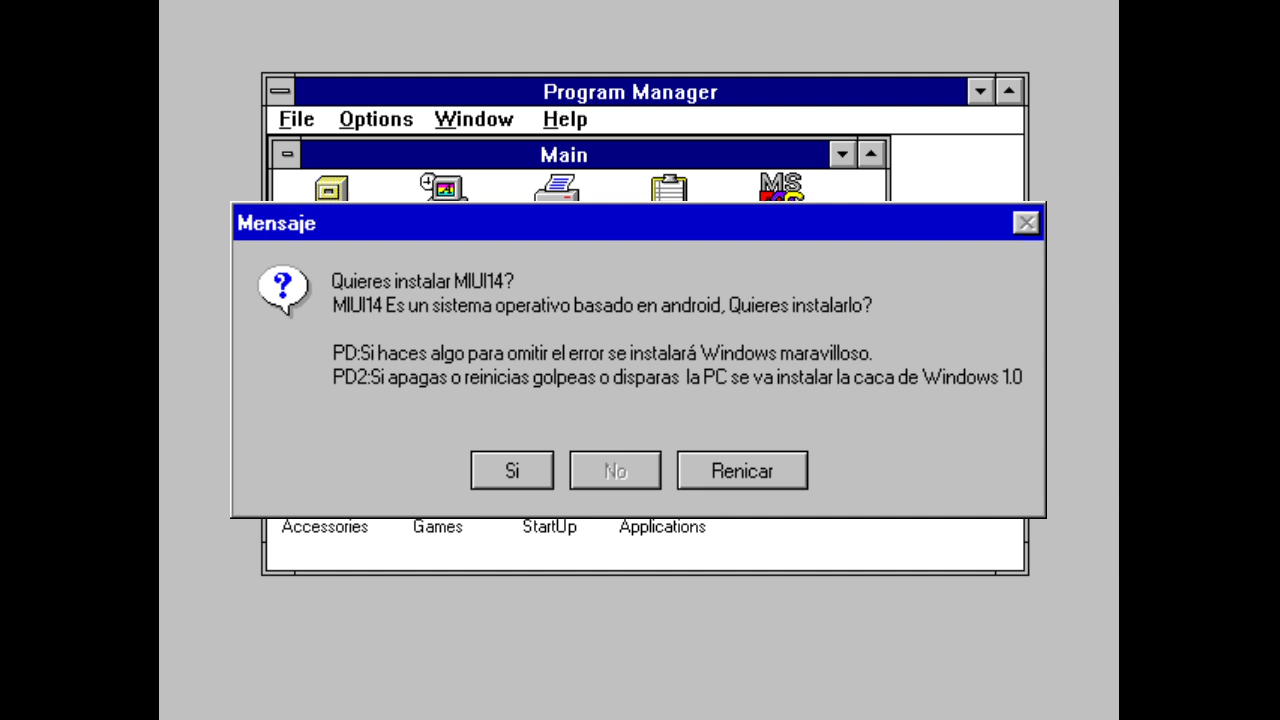 Program Manager
File Options Window Help
Main
MS
Mensaje
Quieres instalar MIUI14?
MIUI14 Es un sistema operativo basado en android, Quieres instalarlo?
PD:Si haces algo para omitir el error se instalará Windows maravilloso.
PD2:Si apagas o reinicias golpeas o disparas la PC se va instalar la caca de Windows 1.0
Si No Renicar
Accessories Games StartUp Applications